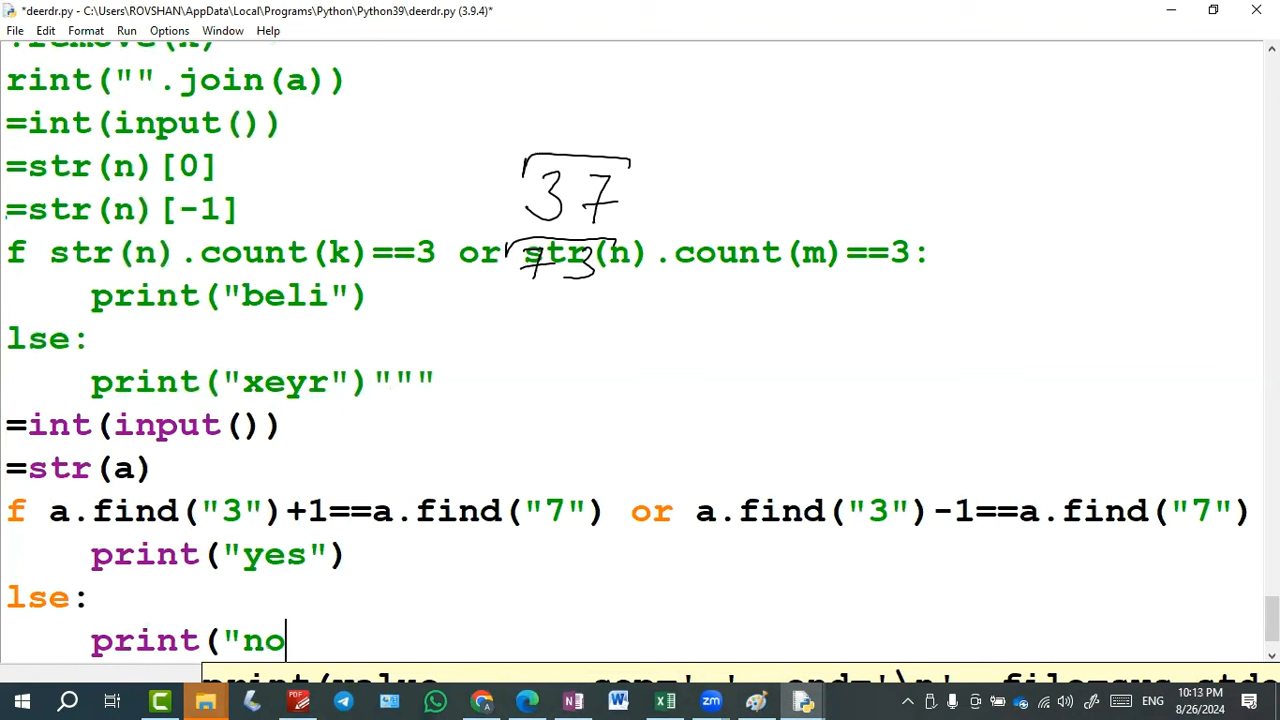 *deerdr.py - C:\Users\ROVSHAN\AppData\Local\Programs\Python\Python39\deerdr.py (3.9.4)*
File Edit Format Run Options Window Help
rint("".join(a))
=int(input())
=str(n)[0]
=str(n)[-1]
37
f str(n).count(k)==3 or str(n).count(m)==3:
73
    print("beli")
lse:
    print("xeyr")"""
=int(input())
=str(a)
f a.find("3")+1==a.find("7") or a.find("3")-1==a.find("7")
    print("yes")
lse:
    print("no
ENG
10:13 PM
8/26/2024